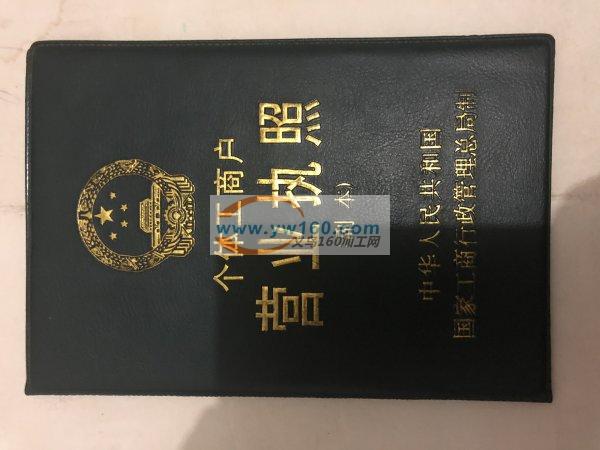 个体工商户
营业执照
(副本)
中华人民共和国
国家工商行政管理总局制
www.yw160.com
义乌160州工网